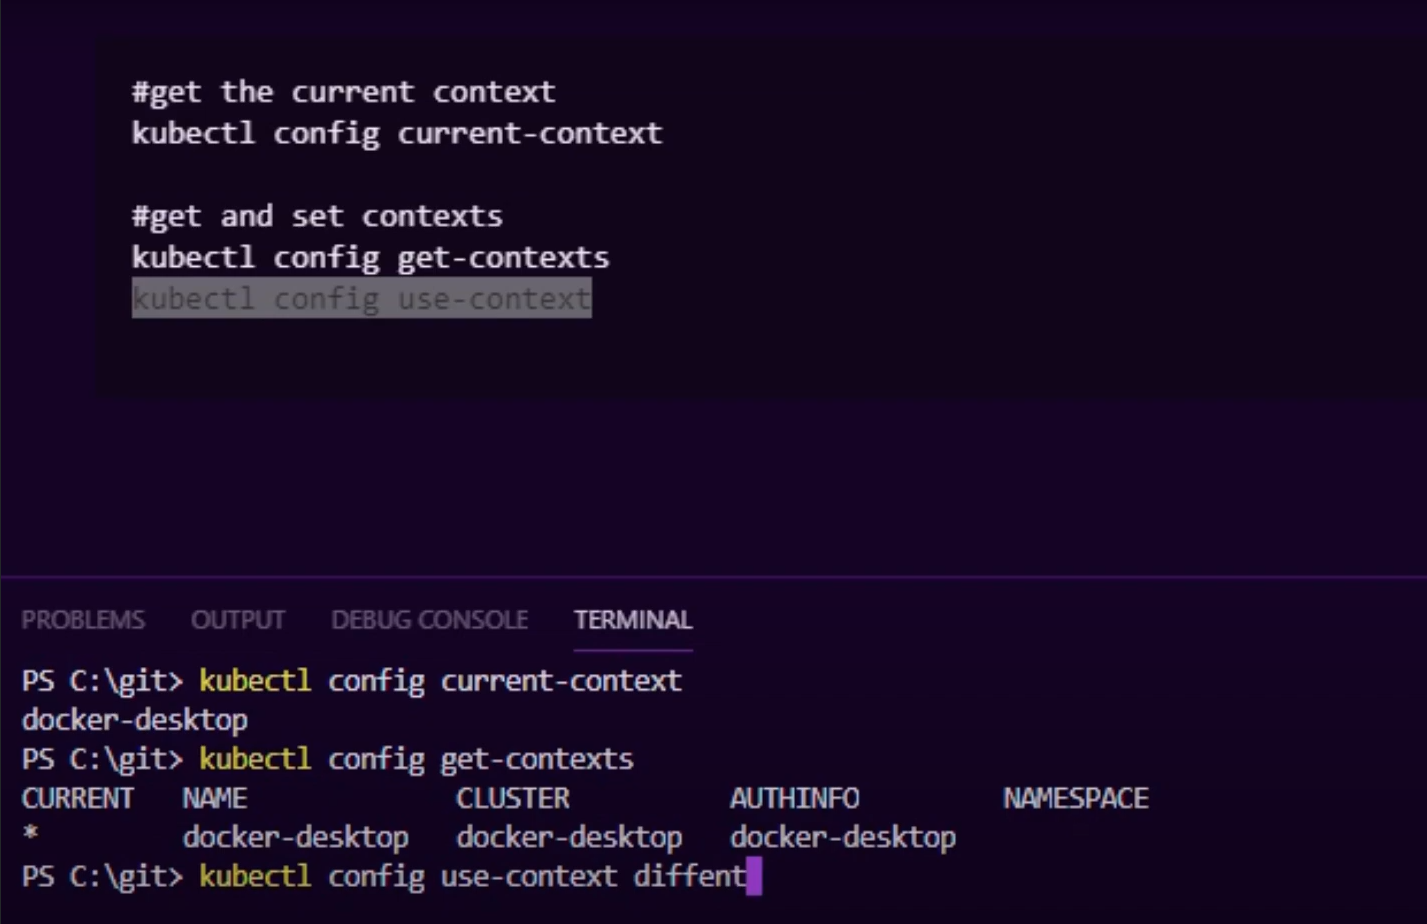 #get the current context
kubectl config current-context
#get and set contexts
kubectl config get-contexts
kubectl config use-context
PROBLEMS OUTPUT DEBUG CONSOLE TERMINAL
PS C:\git> kubectl config current-context
docker-desktop
PS C:\git> kubectl config get-contexts
CURRENT NAME CLUSTER AUTHINFO NAMESPACE
* docker-desktop docker-desktop docker-desktop
PS C:\git> kubectl config use-context diffent